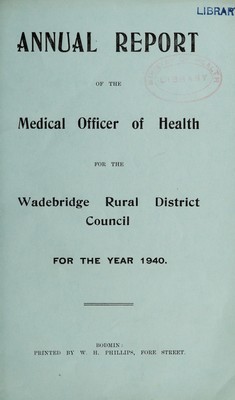 LIBRAR
ANNUAL REPORT
OF THE
Medical Officer of Health
FOR THE
Wadebridge Rural District
Council
FOR THE YEAR 1940.
BODMIN:
PRINTED BY W. H. PHILLIPS, FORE STREET.